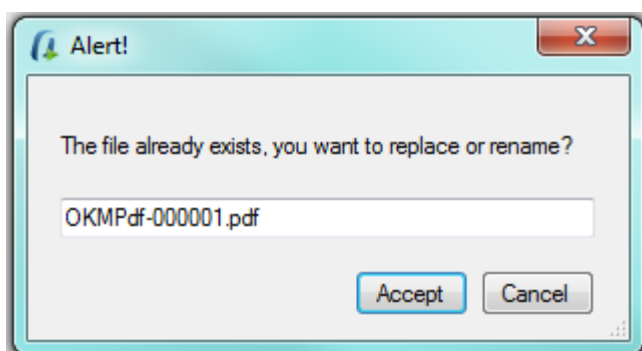 Alert!
The file already exists, you want to replace or rename?
OKMPdf-000001.pdf
Accept Cancel